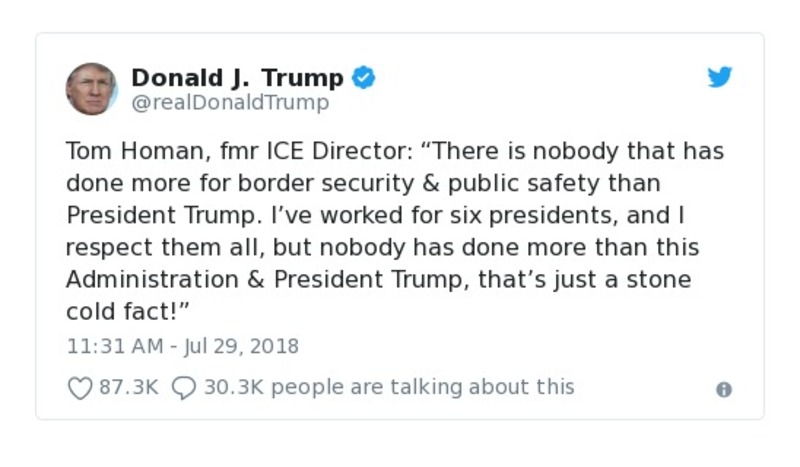 Donald J. Trump
@realDonaldTrump
Tom Homan, fmr ICE Director: “There is nobody that has
done more for border security & public safety than
President Trump. I’ve worked for six presidents, and I
respect them all, but nobody has done more than this
Administration & President Trump, that’s just a stone
cold fact!”
11:31 AM - Jul 29, 2018
87.3K 30.3K people are talking about this